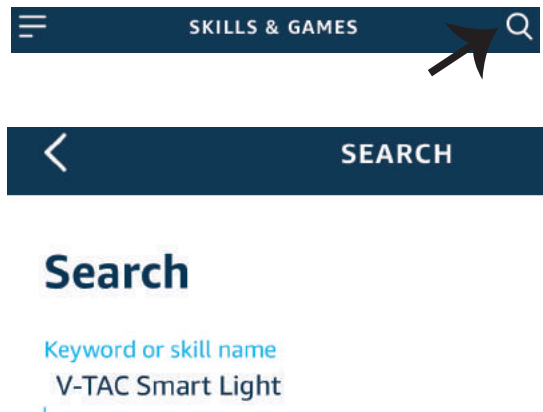 SKILLS & GAMES
SEARCH
Search
Keyword or skill name
V-TAC Smart Light